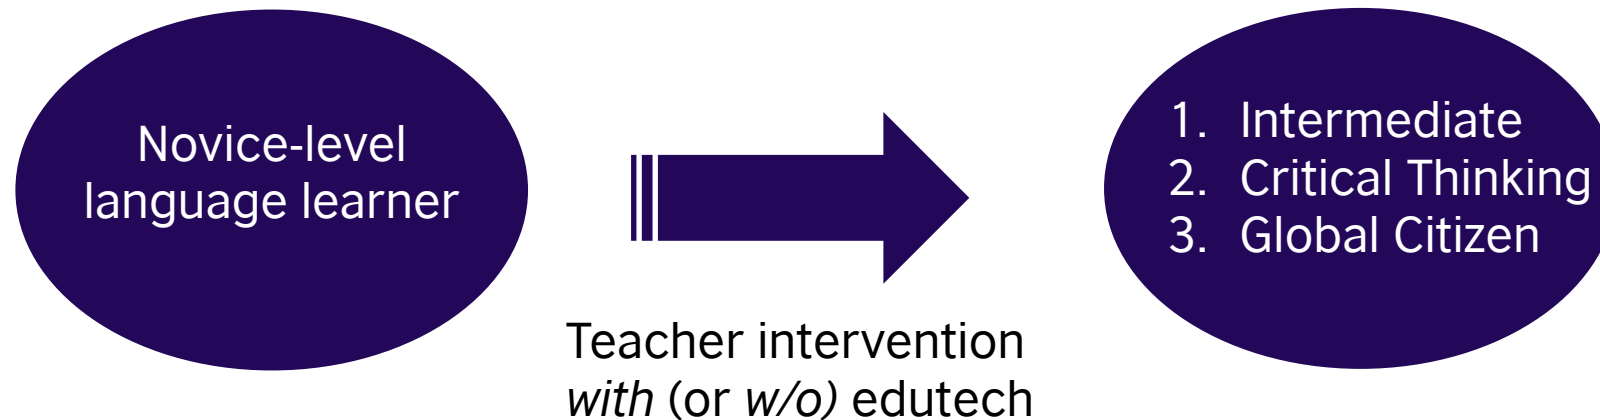 Novice-level
language learner
Teacher intervention
with (or w/o) edutech
1. Intermediate
2. Critical Thinking
3. Global Citizen